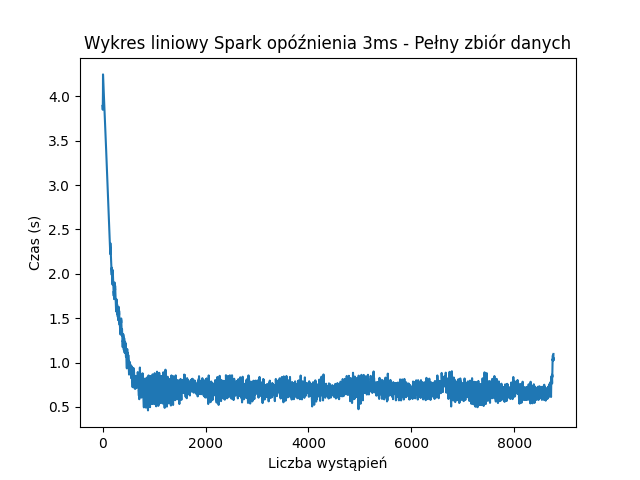 Wykres liniowy Spark opóźnienia 3ms - Pełny zbiór danych
4.0
3.5
3.0
2.5
2.0
1.5
1.0
0.5
Czas (s)
0 2000 4000 6000 8000
Liczba wystąpień